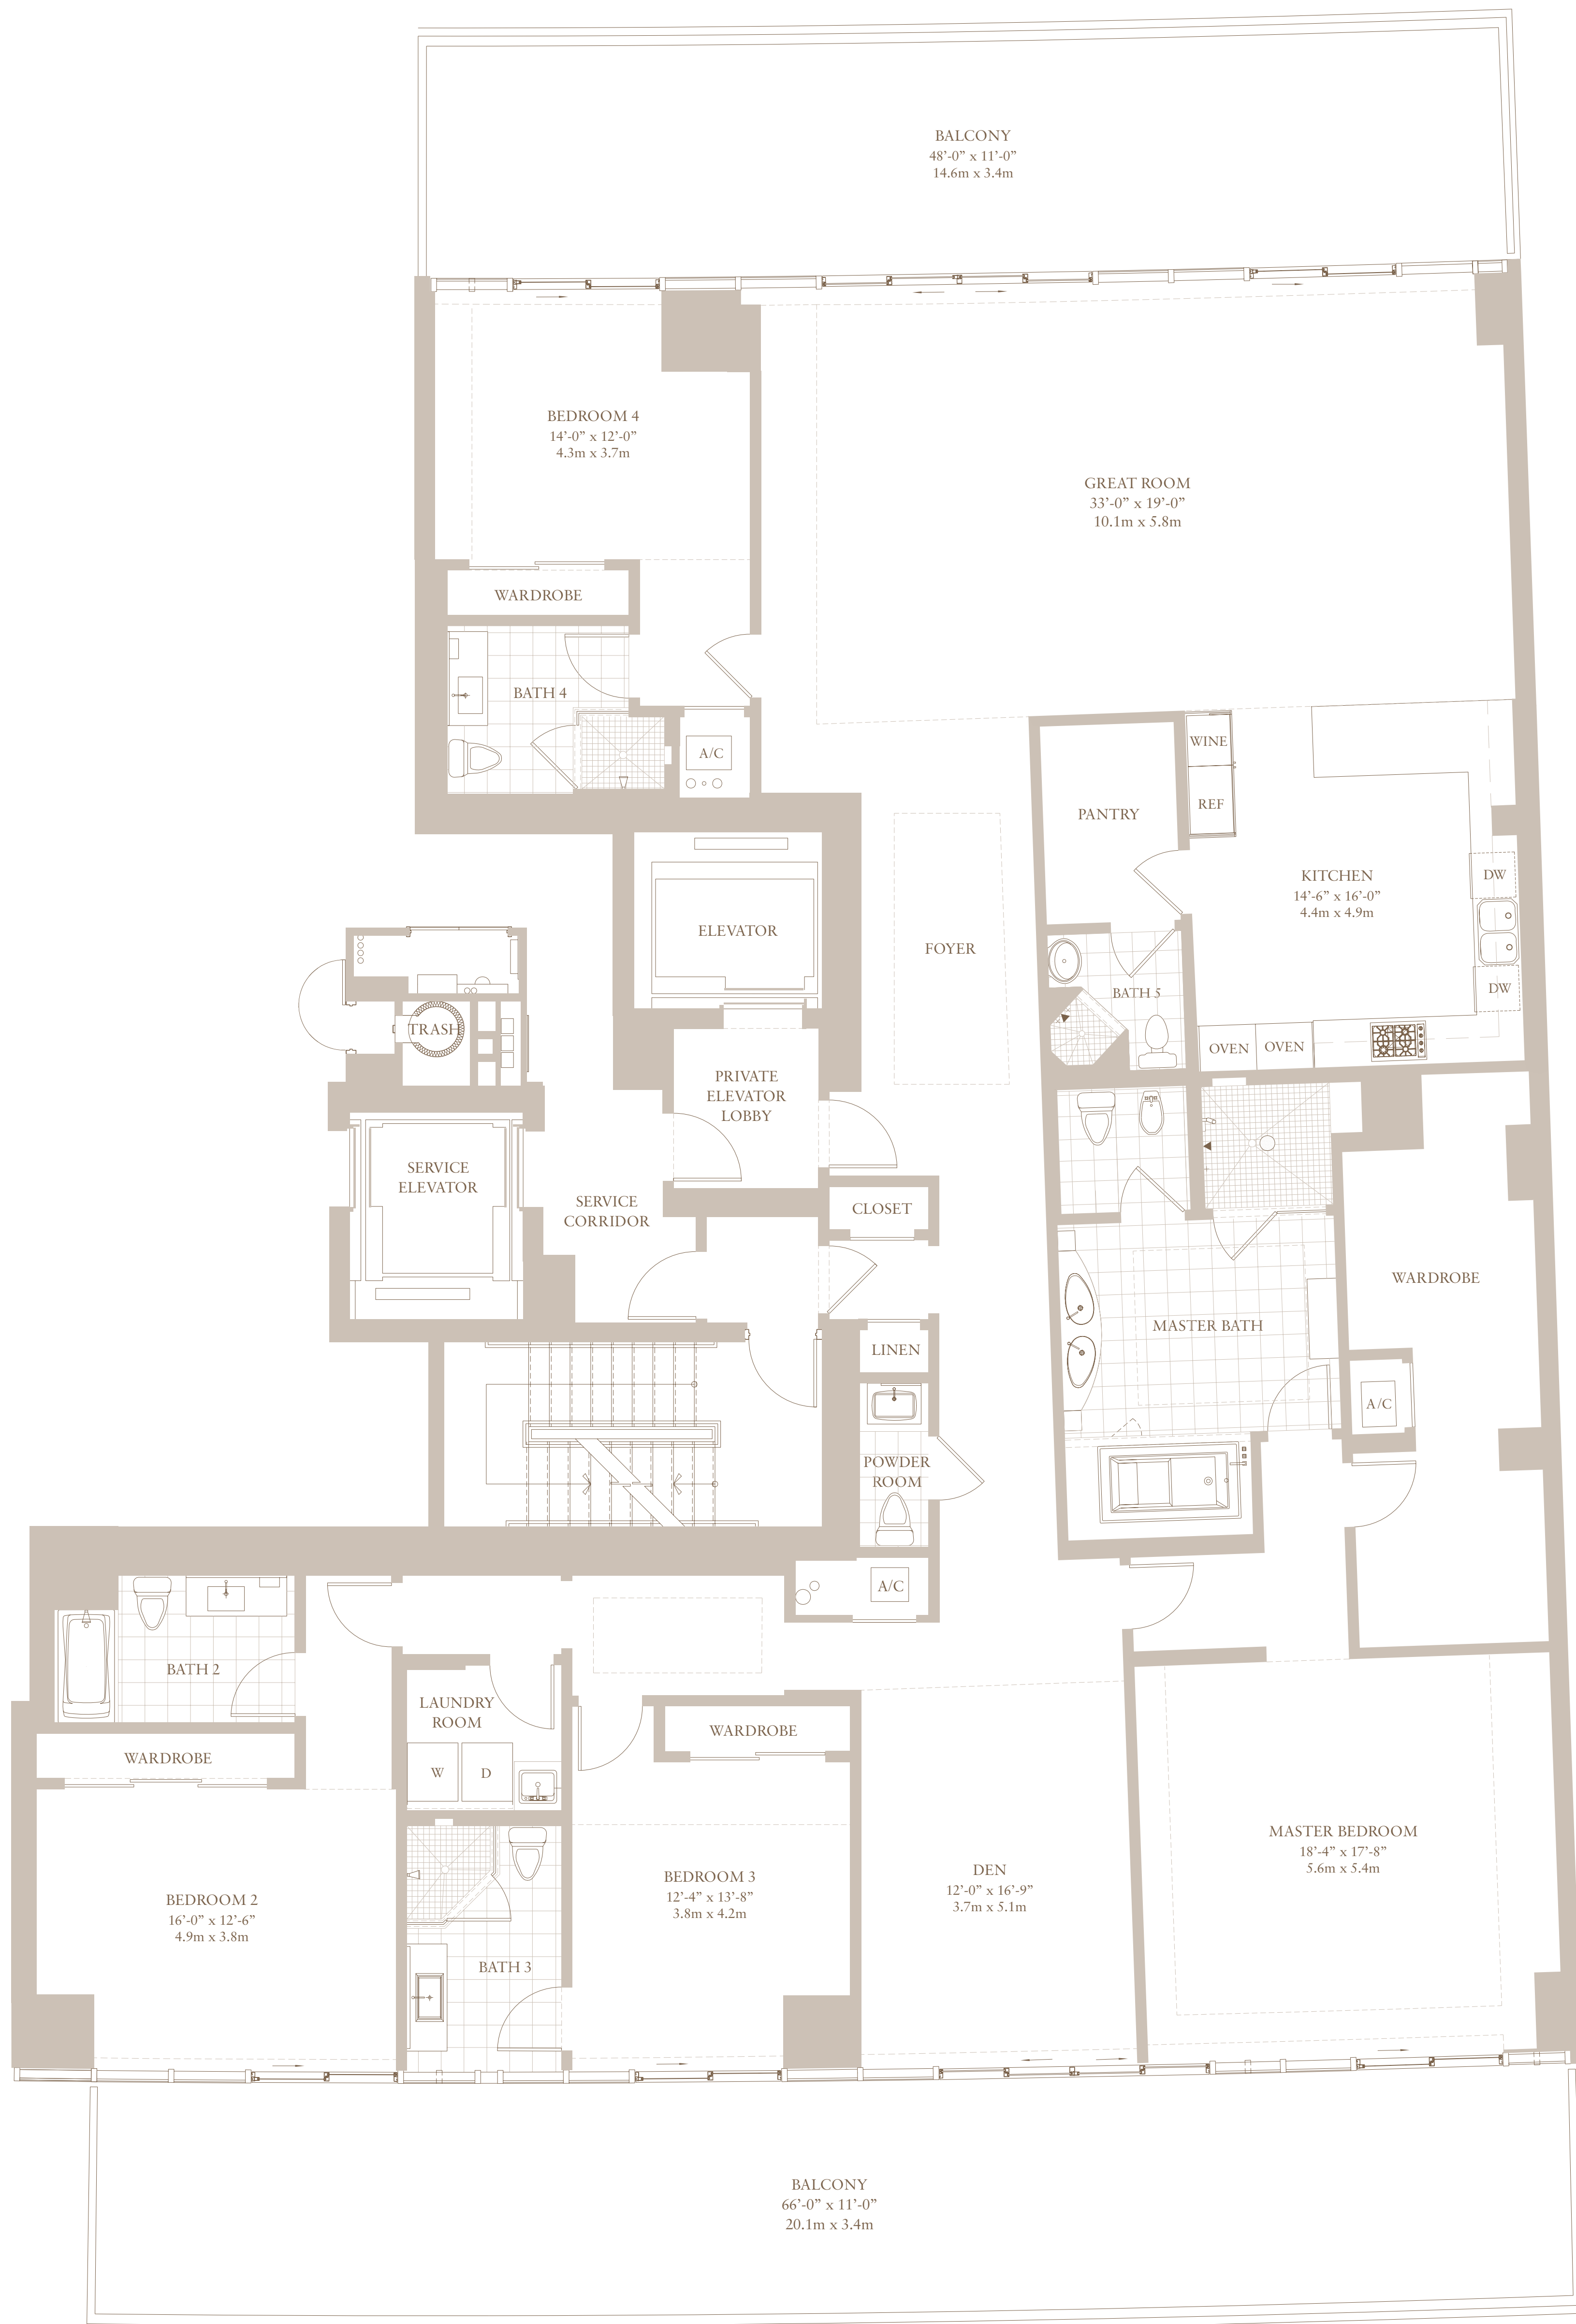 BALCONY
48’-0” x 11’-0”
14.6m x 3.4m
BEDROOM 4
14’-0” x 12’-0”
4.3m x 3.7m
GREAT ROOM
33’-0” x 19’-0”
10.1m x 5.8m
WARDROBE
BATH 4
A/C
WINE
REF
PANTRY
KITCHEN
14’-6” x 16’-0”
4.4m x 4.9m
DW
DW
OVEN
OVEN
ELEVATOR
FOYER
BATH 5
TRASH
PRIVATE
ELEVATOR
LOBBY
SERVICE
ELEVATOR
SERVICE
CORRIDOR
CLOSET
WARDROBE
MASTER BATH
LINEN
A/C
POWDER
ROOM
A/C
BATH 2
LAUNDRY
ROOM
WARDROBE
WARDROBE
W
D
MASTER BEDROOM
18’-4” x 17’-8”
5.6m x 5.4m
BEDROOM 2
16’-0” x 12’-6”
4.9m x 3.8m
BEDROOM 3
12’-4” x 13’-8”
3.8m x 4.2m
DEN
12’-0” x 16’-9”
3.7m x 5.1m
BATH 3
BALCONY
66’-0” x 11’-0”
20.1m x 3.4m